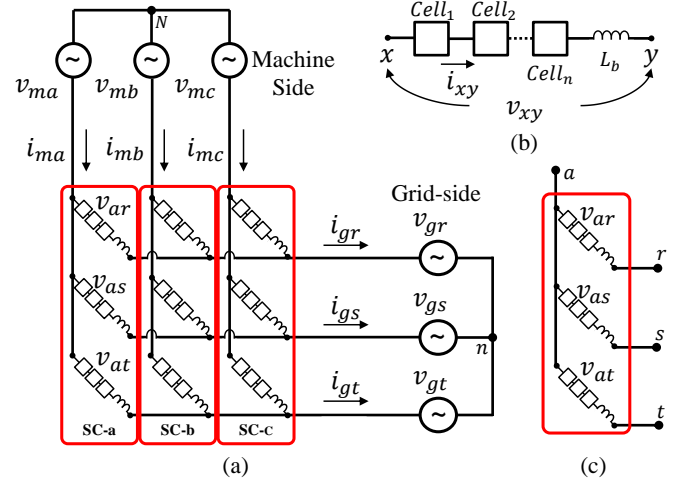 N
Machine
Side
v_ma v_mb v_mc
i_ma i_mb i_mc
~ ~ ~
v_ar
v_as
v_at
SC-a SC-b SC-C
Grid-side
i_gr v_gr
~
i_gs v_gs
~
n
i_gt v_gt
~
(a)
Cell_1 Cell_2
Cell_n
x y
L_b
i_xy
v_xy
(b)
a
v_ar
r
v_as
s
v_at
t
(c)